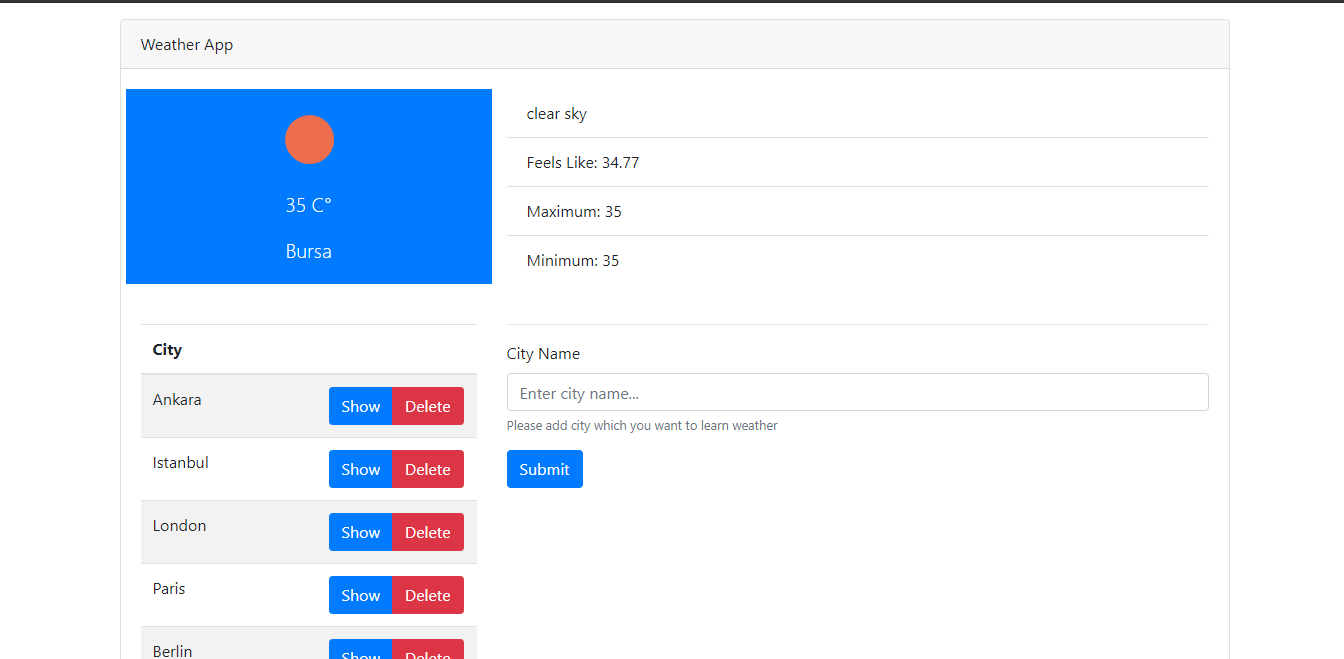 Weather App
35 C°
Bursa
clear sky
Feels Like: 34.77
Maximum: 35
Minimum: 35
City
Ankara Show Delete
Istanbul Show Delete
London Show Delete
Paris Show Delete
Berlin Show Delete
City Name
Enter city name...
Please add city which you want to learn weather
Submit